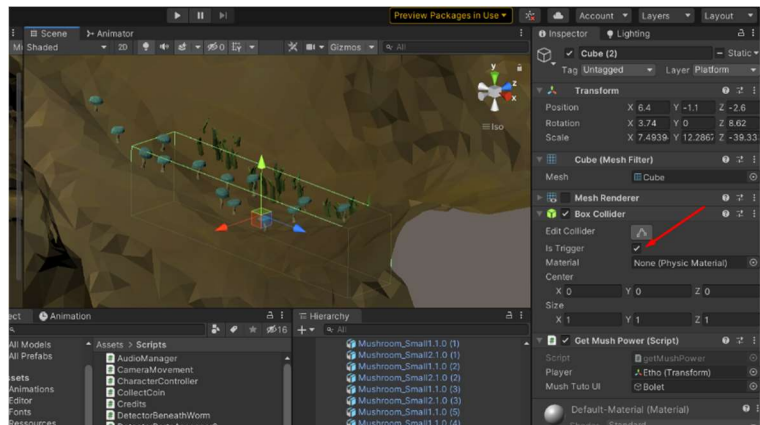 Preview Packages in Use
Account
Layers
Layout
Scene
Animator
Shaded
2D
0
Gizmos
All
y
z
x
Iso
Inspector
Lighting
Cube (2)
Static
Tag Untagged
Layer Platform
Transform
Position X 6.4 Y -1.1 Z -2.6
Rotation X 3.74 Y 0 Z 8.62
Scale X 7.4939 Y 12.2867 Z -39.33
Cube (Mesh Filter)
Mesh Cube
Mesh Renderer
Box Collider
Edit Collider
Is Trigger
Material None (Physic Material)
Center
X 0 Y 0 Z 0
Size
X 1 Y 1 Z 1
Get Mush Power (Script)
Script getMushPower
Player Etho (Transform)
Mush Tuto UI Bolet
Default-Material (Material)
Shader Standard
ect
Animation
16
All Models
All Prefabs
ssets
Animations
Editor
Fonts
Ressources
Assets > Scripts
AudioManager
CameraMovement
CharacterController
CollectCoin
Credits
DetectorBeneathWorm
Hierarchy
All
Mushroom_Small1.1.0 (1)
Mushroom_Small2.1.0 (1)
Mushroom_Small1.1.0 (2)
Mushroom_Small2.1.0 (2)
Mushroom_Small1.1.0 (3)
Mushroom_Small2.1.0 (3)
Mushroom_Small1.1.0 (5)
Mushroom_Small1.1.0 (4)